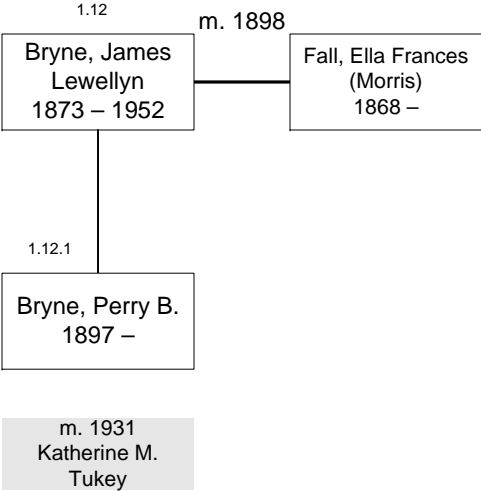 1.12
m. 1898
Bryne, James
Lewellyn
1873 – 1952
Fall, Ella Frances
(Morris)
1868 –
1.12.1
Bryne, Perry B.
1897 –
m. 1931
Katherine M.
Tukey